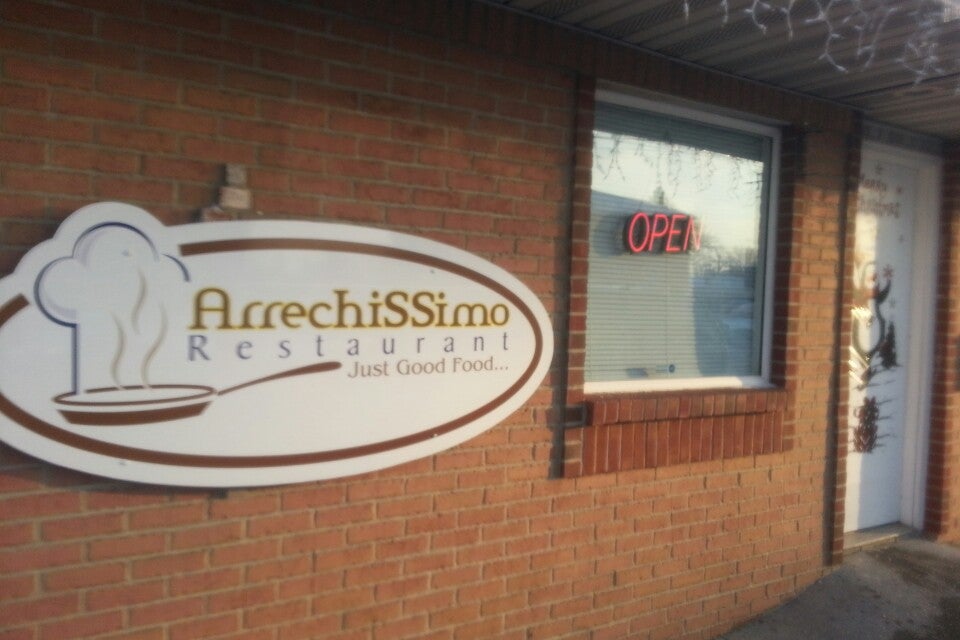 ArrechiSSimo
Restaurant
Just Good Food...
OPEN